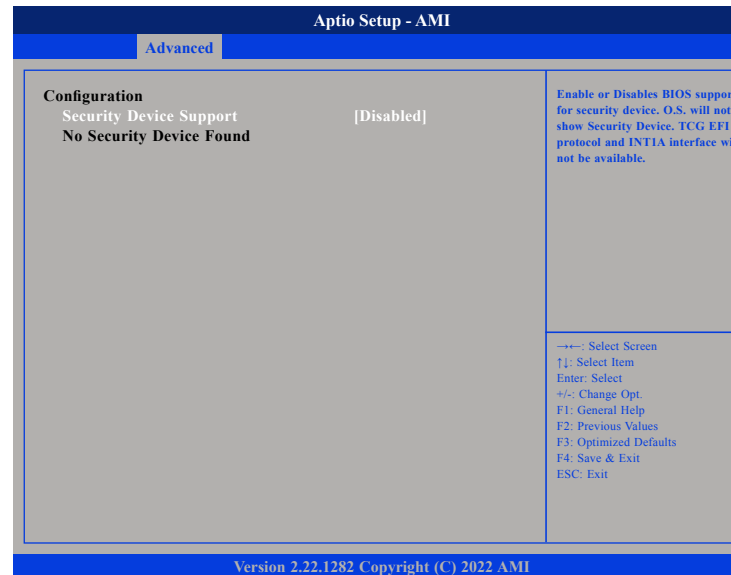 Aptio Setup - AMI
Advanced
Configuration
Security Device Support [Disabled]
No Security Device Found
Enable or Disables BIOS
for security device. O.S. will not
show Security Device. TCG EFI
protocol and INT1A interface
not be available.
→←: Select Screen
↑↓: Select Item
Enter: Select
+/-: Change Opt.
F1: General Help
F2: Previous Values
F3: Optimized Defaults
F4: Save & Exit
ESC: Exit
Version 2.22.1282 Copyright (C) 2022 AMI